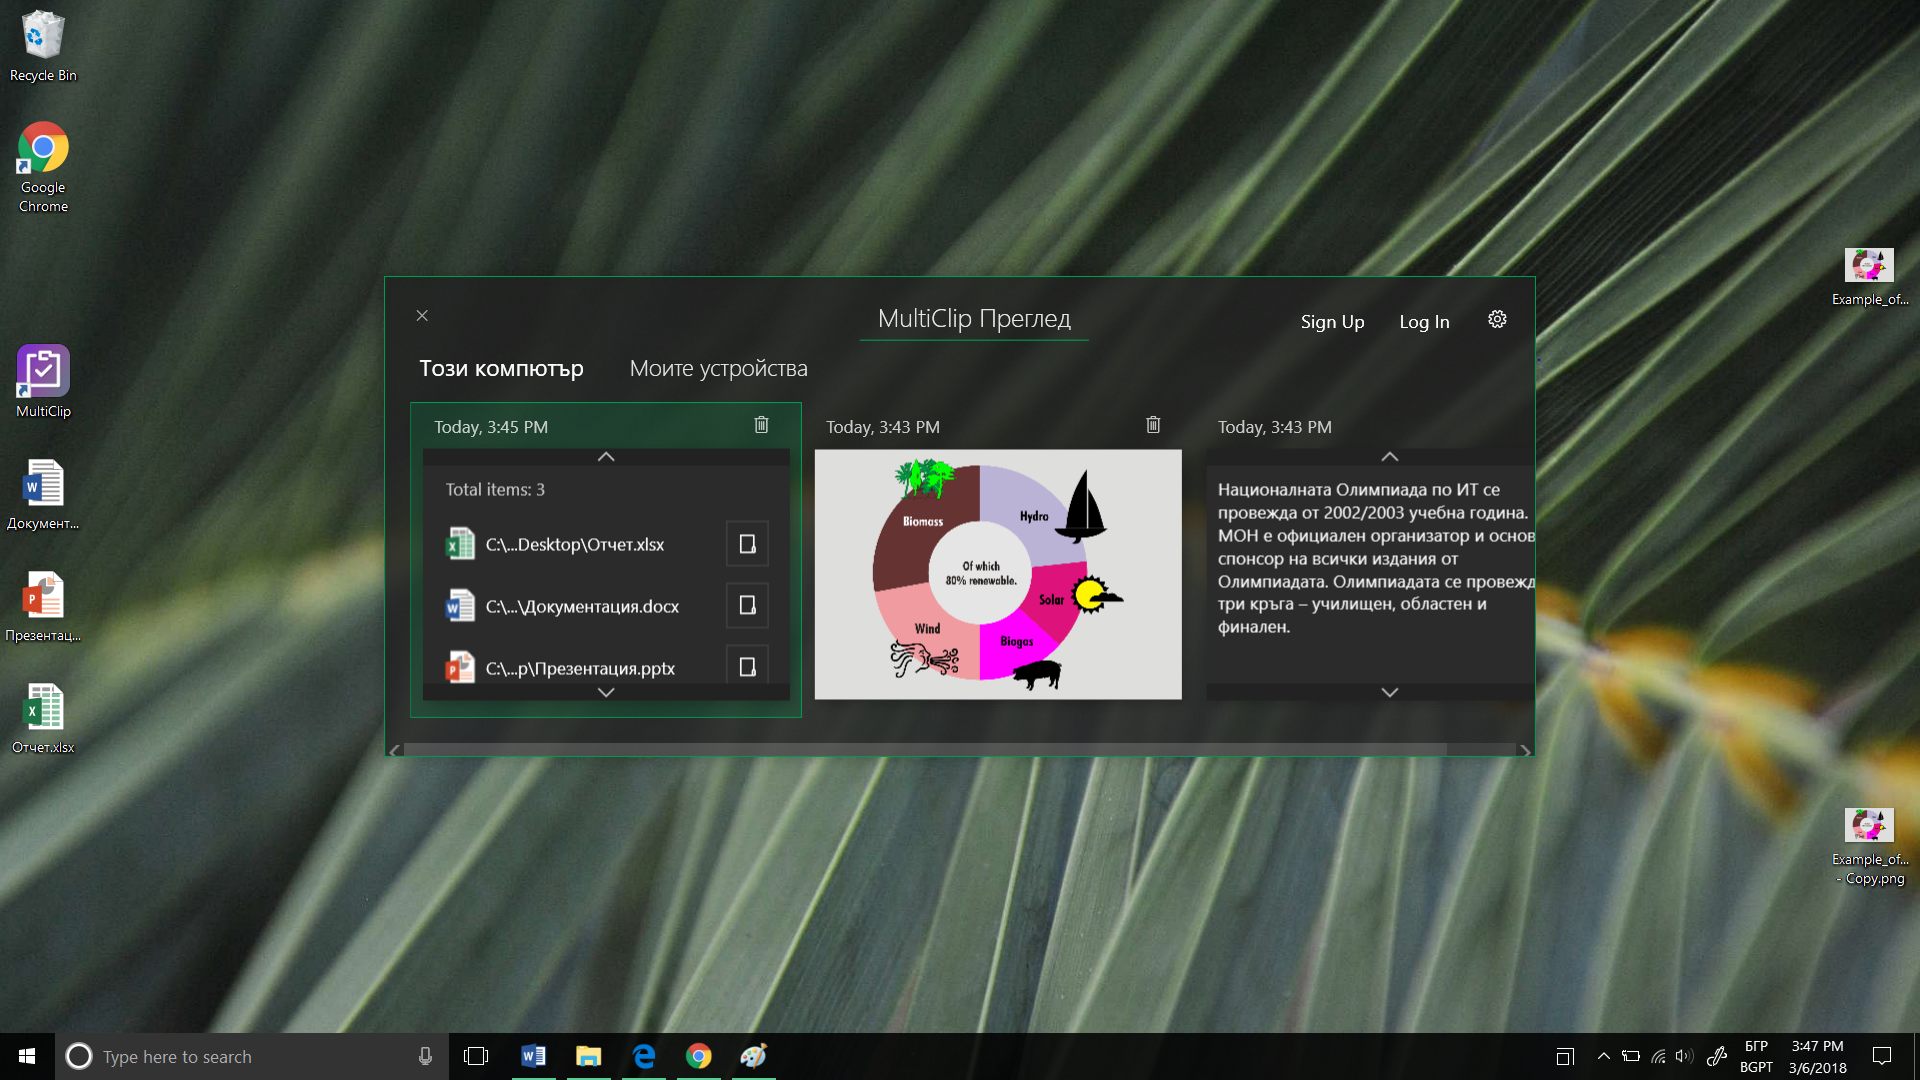 Recycle Bin
Google
Chrome
MultiClip
Документ...
Презентац...
Отчет.xlsx
MultiClip Преглед
Sign Up
Log In
Този компютър
Моите устройства
Today, 3:45 PM
Total items: 3
C:\...Desktop\Отчет.xlsx
C:\...\Документация.docx
C:\...р\Презентация.pptx
Today, 3:43 PM
Biomass
Hydro
Of which
80% renewable.
Solar
Wind
Biogas
Today, 3:43 PM
Националната Олимпиада по ИТ се
провежда от 2002/2003 учебна година.
МОН е официален организатор и основ
спонсор на всички издания от
Олимпиадата. Олимпиадата се провежд
три кръга – училищен, областен и
финален.
Example_of...
Example_of...
- Copy.png
Type here to search
БГР
BGPT
3:47 PM
3/6/2018